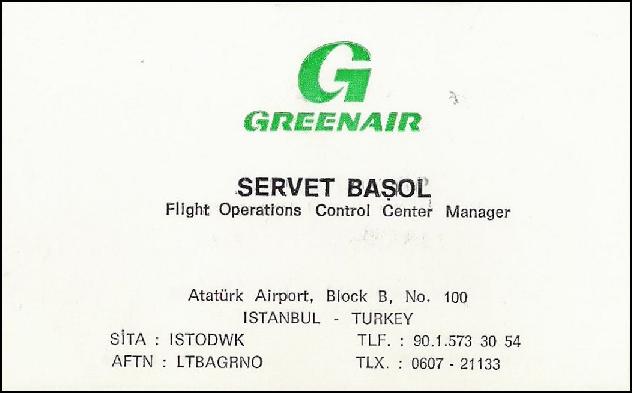 G
GREENAIR
SERVET BAŞOL
Flight Operations Control Center Manager
Atatürk Airport, Block B, No. 100
ISTANBUL - TURKEY
SİTA : ISTODWK TLF. : 90.1.573 30 54
AFTN : LTBAGRNO TLX. : 0607 - 21133